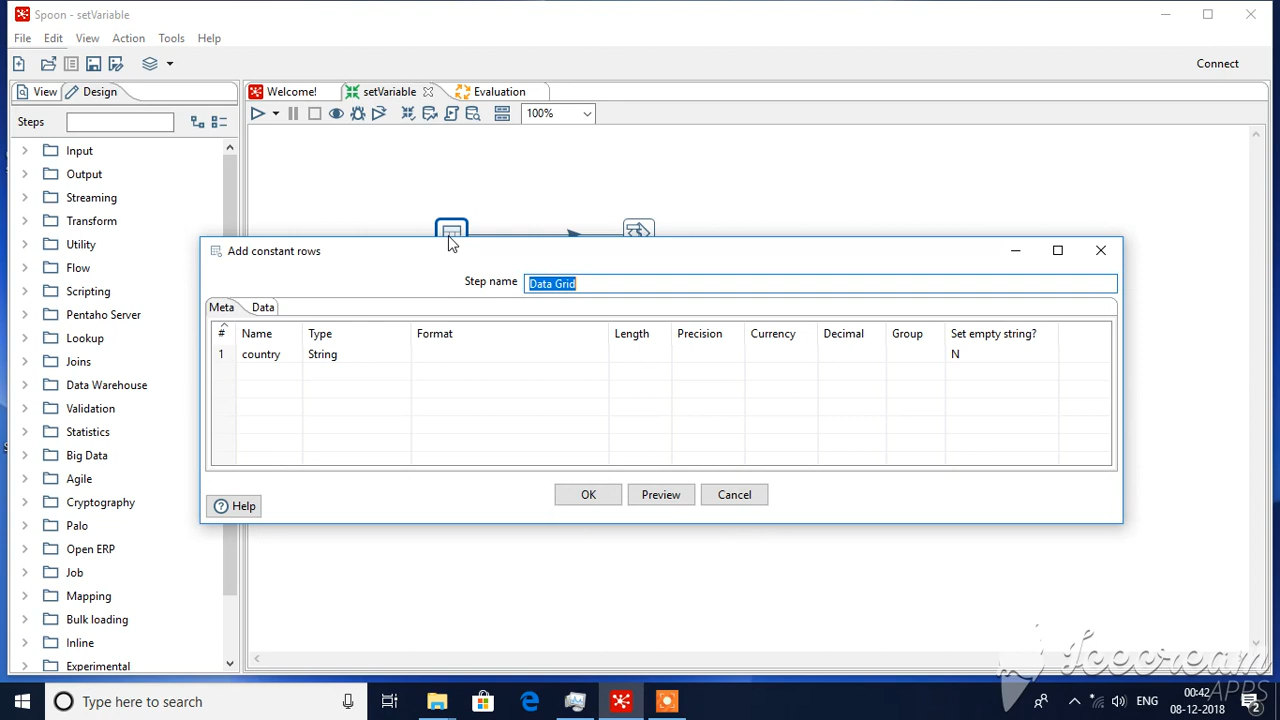 Spoon - setVariable
File Edit View Action Tools Help
Connect
View Design
Welcome! setVariable Evaluation
Steps
100%
Input
Output
Streaming
Transform
Utility
Flow
Scripting
Pentaho Server
Lookup
Joins
Data Warehouse
Validation
Statistics
Big Data
Agile
Cryptography
Palo
Open ERP
Job
Mapping
Bulk loading
Inline
Experimental
Add constant rows
Step name Data Grid
Meta Data
# Name Type Format Length Precision Currency Decimal Group Set empty string?
1 country String N
OK Preview Cancel
Help
Icecream
APPS
Type here to search
ENG
00:42
08-12-2018
2